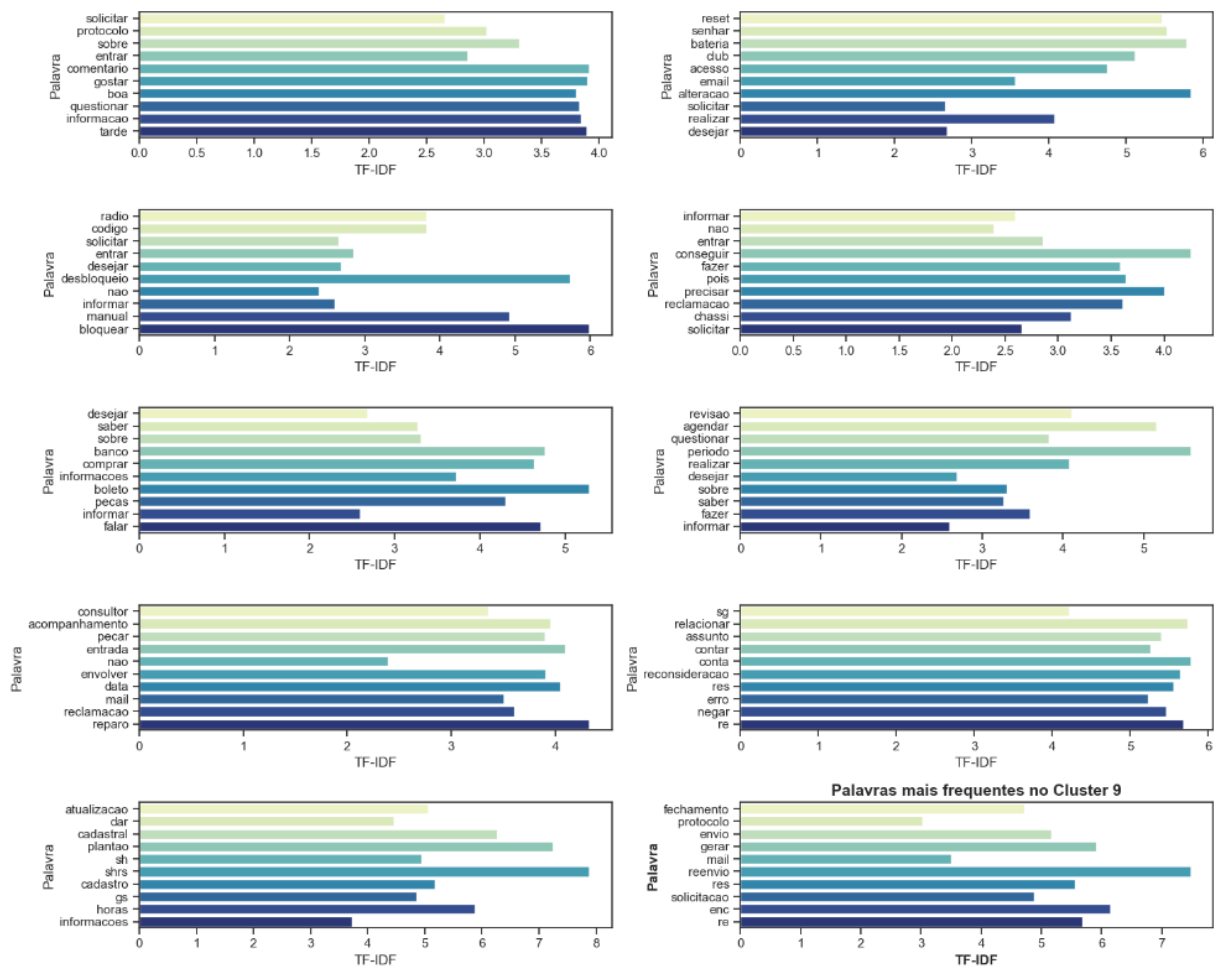 solicitar
protocolo
sobre
entrar
comentario
gostar
boa
questionar
informacao
tarde
Palavra
0.0 0.5 1.0 1.5 2.0 2.5 3.0 3.5 4.0
TF-IDF
reset
senhar
bateria
club
acesso
email
alteracao
solicitar
realizar
desejar
Palavra
0 1 2 3 4 5 6
TF-IDF
radio
codigo
solicitar
entrar
desejar
desbloqueio
nao
informar
manual
bloquear
Palavra
0 1 2 3 4 5 6
TF-IDF
informar
nao
entrar
conseguir
fazer
pois
precisar
reclamacao
chassi
solicitar
Palavra
0.0 0.5 1.0 1.5 2.0 2.5 3.0 3.5 4.0
TF-IDF
desejar
saber
sobre
banco
comprar
informacoes
boleto
pecas
informar
falar
Palavra
0 1 2 3 4 5
TF-IDF
revisao
agendar
questionar
periodo
realizar
desejar
sobre
saber
fazer
informar
Palavra
0 1 2 3 4 5
TF-IDF
consultor
acompanhamento
pecar
entrada
nao
envolver
data
mail
reclamacao
reparo
Palavra
0 1 2 3 4
TF-IDF
sg
relacionar
assunto
contar
conta
reconsideracao
res
erro
negar
re
Palavra
0 1 2 3 4 5 6
TF-IDF
atualizacao
dar
cadastral
plantao
sh
shrs
cadastro
gs
horas
informacoes
Palavra
0 1 2 3 4 5 6 7 8
TF-IDF
Palavras mais frequentes no Cluster 9
fechamento
protocolo
envio
gerar
mail
reenvio
res
solicitacao
enc
re
Palavra
0 1 2 3 4 5 6 7
TF-IDF